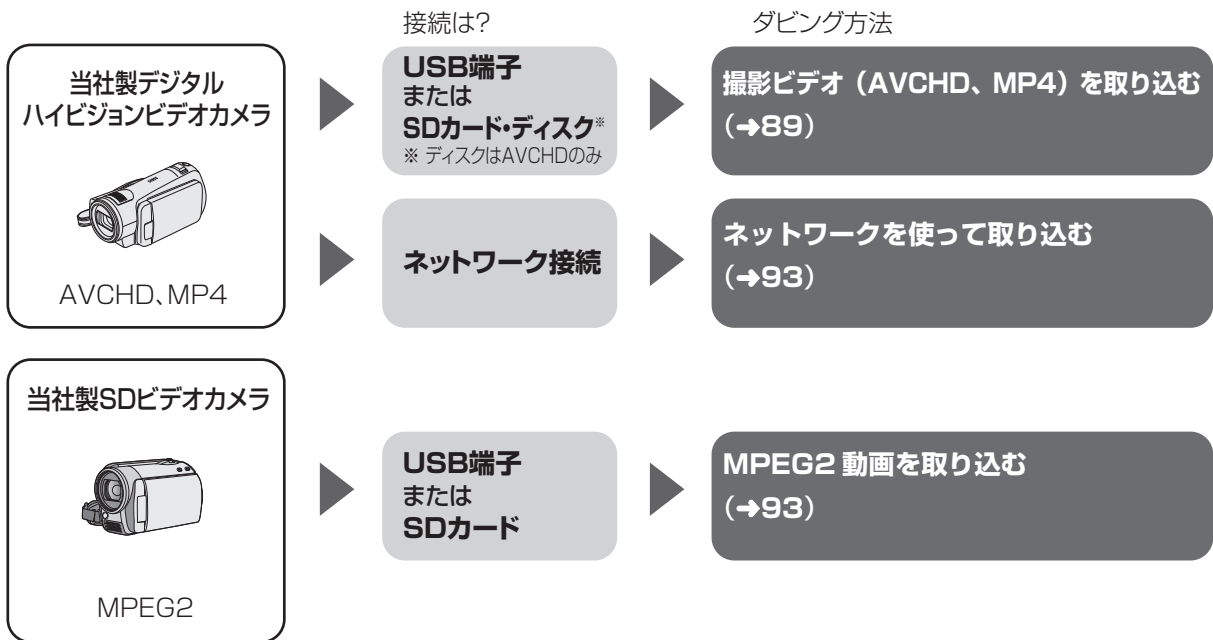 接続は?
ダビング方法
当社製デジタル
ハイビジョンビデオカメラ
AVCHD、MP4
USB端子
または
SDカード・ディスク※
※ ディスクはAVCHDのみ
撮影ビデオ（AVCHD、MP4）を取り込む
（➜89）
ネットワーク接続
ネットワークを使って取り込む
（➜93）
当社製SDビデオカメラ
MPEG2
USB端子
または
SDカード
MPEG2 動画を取り込む
（➜93）